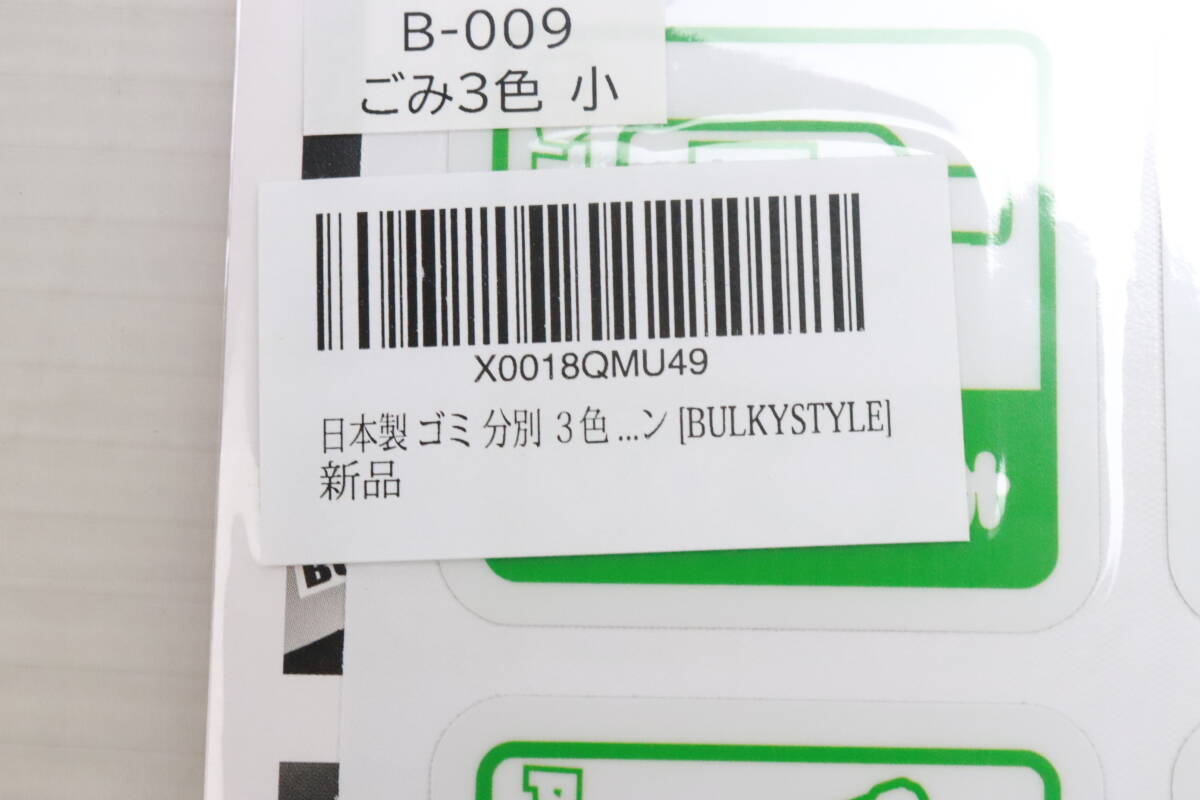 B-009
ごみ3色 小
X0018QMU49
日本製 ゴミ 分別 3色 ...ン [BULKYSTYLE]
新品